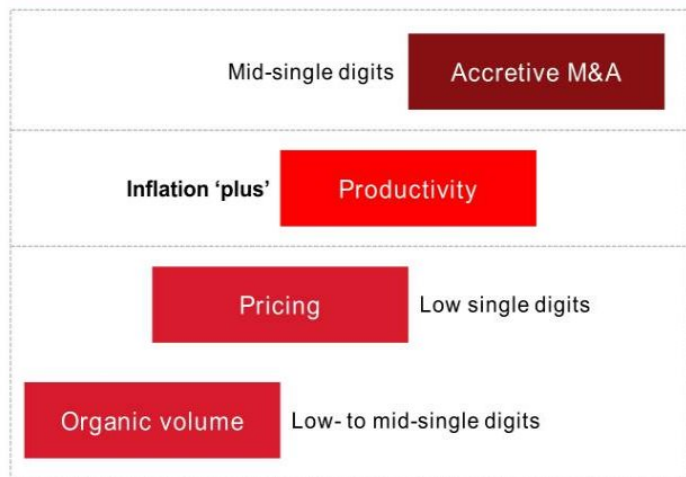 Mid-single digits Accretive M&A
Inflation ‘plus’ Productivity
Pricing Low single digits
Organic volume Low- to mid-single digits